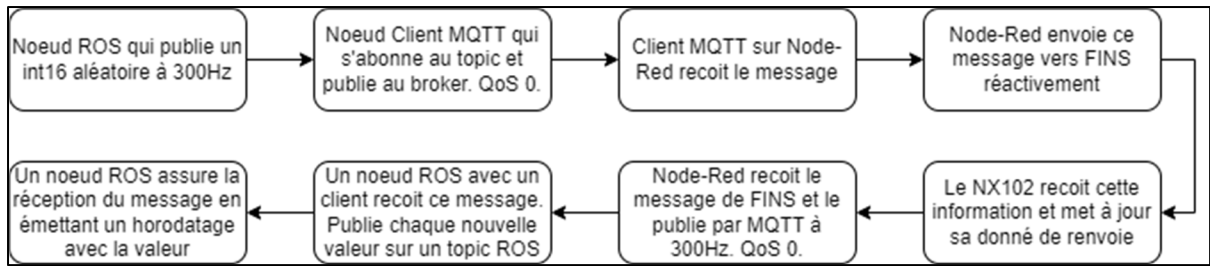 Noeud ROS qui publie un
int16 aléatoire à 300Hz
Noeud Client MQTT qui
s'abonne au topic et
publie au broker. QoS 0.
Client MQTT sur Node-
Red recoit le message
Node-Red envoie ce
message vers FINS
réactivement
Le NX102 recoit cette
information et met à jour
sa donné de renvoie
Node-Red recoit le
message de FINS et le
publie par MQTT à
300Hz. QoS 0.
Un noeud ROS avec un
client recoit ce message.
Publie chaque nouvelle
valeur sur un topic ROS
Un noeud ROS assure la
réception du message en
émettant un horodatage
avec la valeur